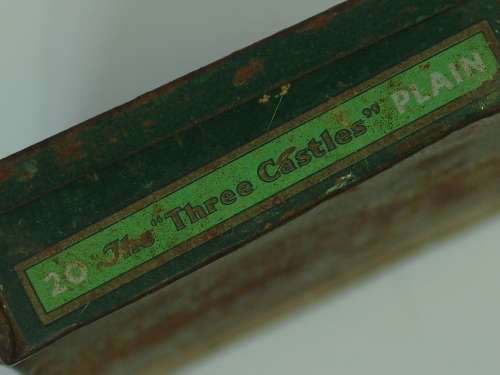 20 The "Three Castles" PLAIN